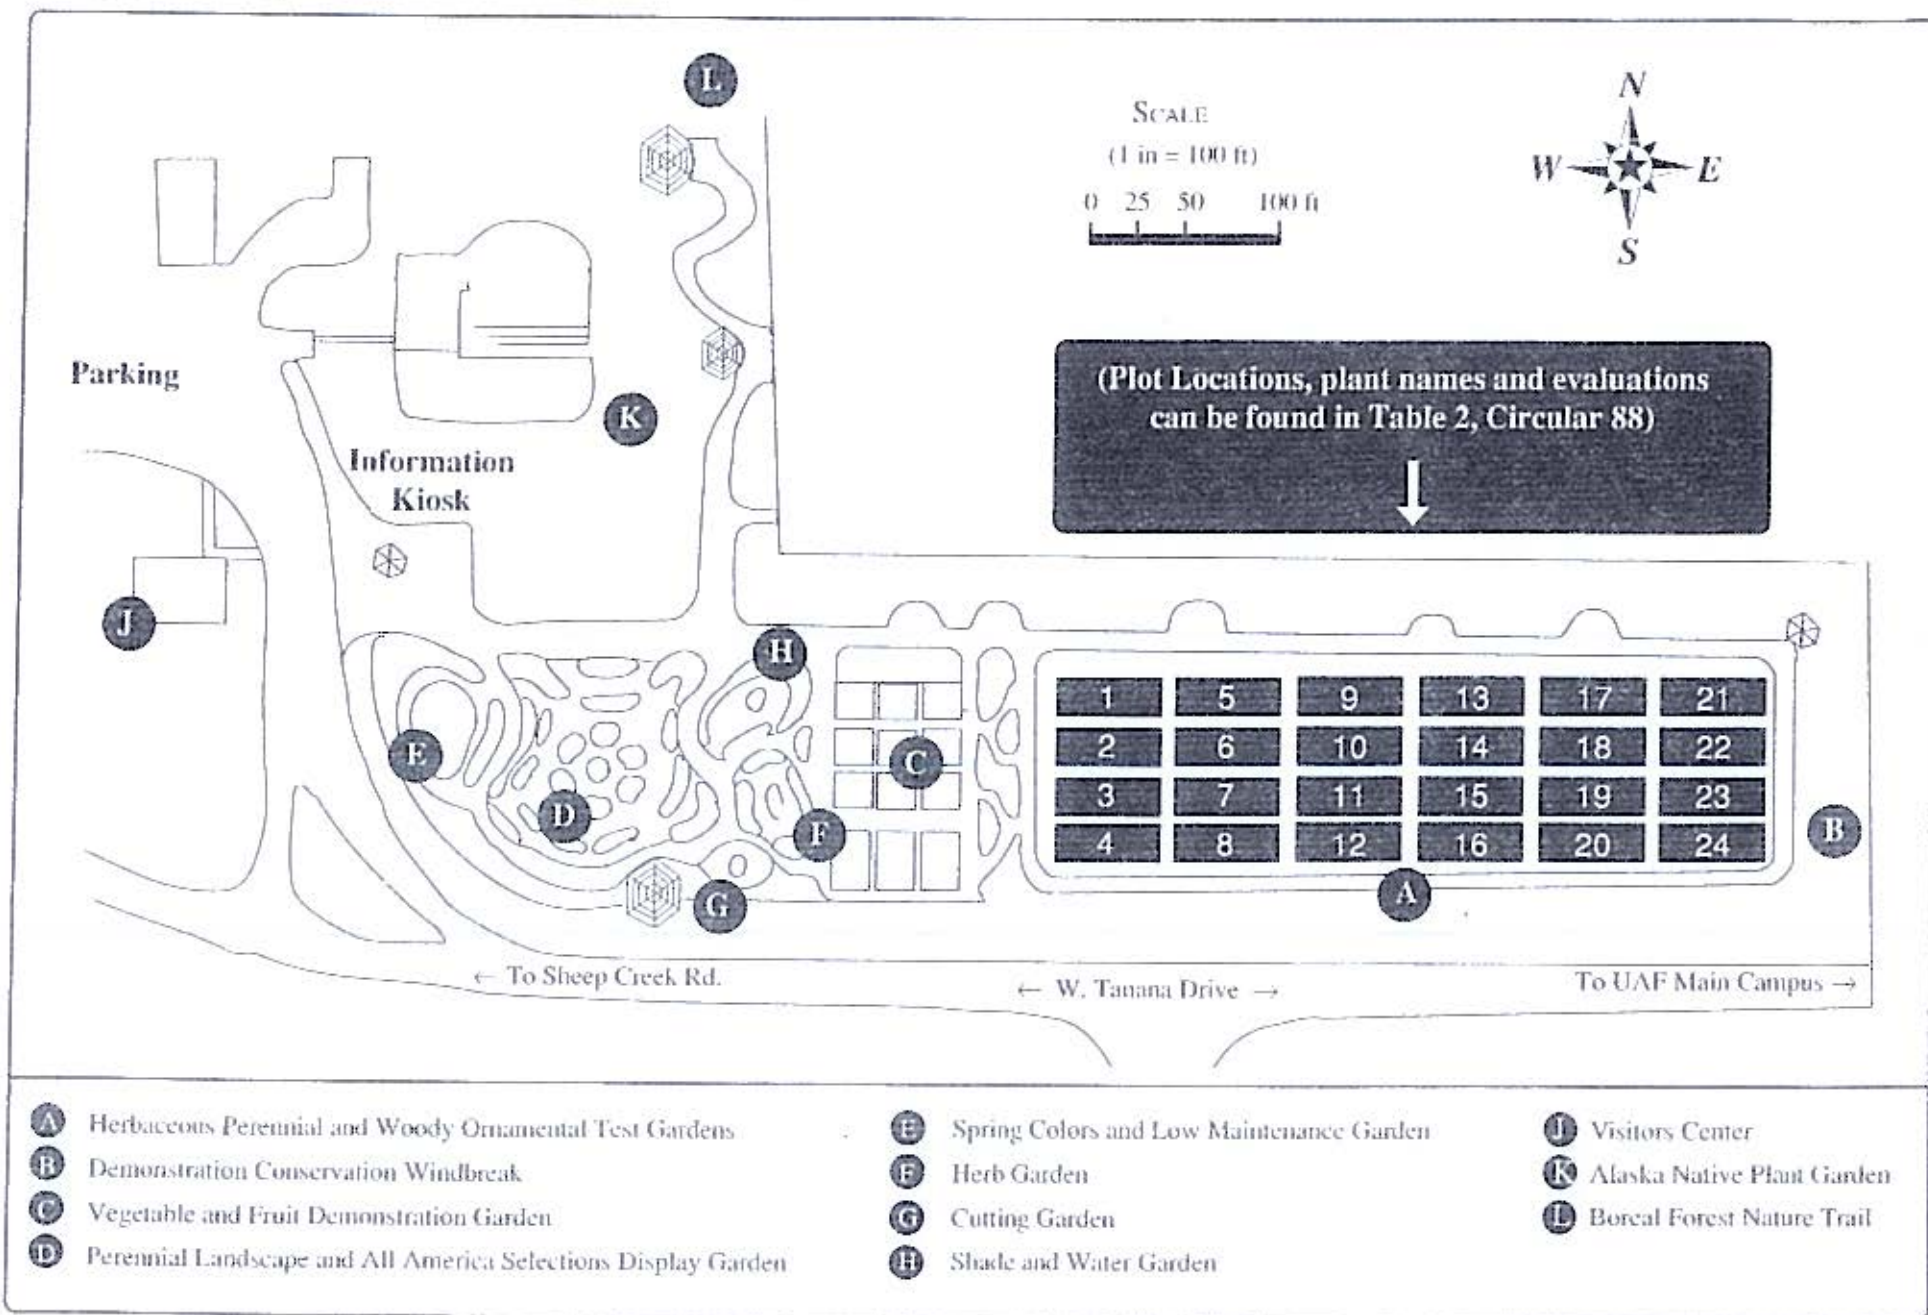 L
N
SCALE
(1 in = 100 ft)
W E
0 25 50 100 ft
S
Parking
(Plot Locations, plant names and evaluations
can be found in Table 2, Circular 88)
K
Information
Kiosk
J
H
1 5 9 13 17 21
2 6 10 14 18 22
E
C
3 7 11 15 19 23
D
F
B
4 8 12 16 20 24
G
A
← To Sheep Creek Rd.
← W. Tanana Drive →
To UAF Main Campus →
A Herbaceous Perennial and Woody Ornamental Test Gardens
B Demonstration Conservation Windbreak
C Vegetable and Fruit Demonstration Garden
D Perennial Landscape and All America Selections Display Garden
E Spring Colors and Low Maintenance Garden
F Herb Garden
G Cutting Garden
H Shade and Water Garden
J Visitors Center
K Alaska Native Plant Garden
L Boreal Forest Nature Trail